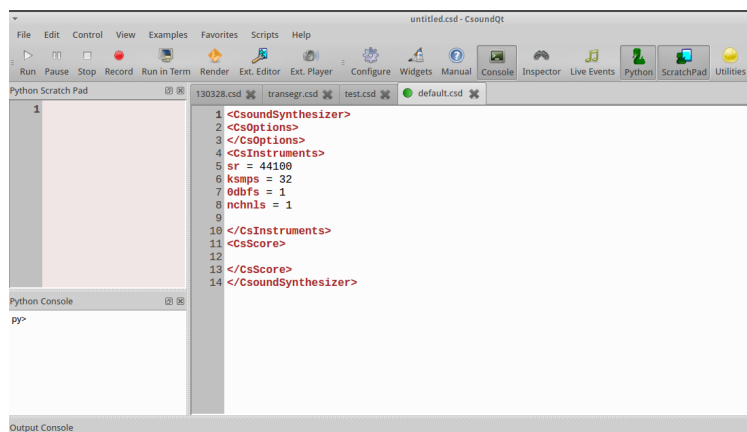 untitled.csd - CsoundQt
File Edit Control View Examples Favorites Scripts Help
Run Pause Stop Record Run in Term Render Ext. Editor Ext. Player Configure Widgets Manual Console Inspector Live Events Python ScratchPad Utilities
Python Scratch Pad
1
130328.csd transegr.csd test.csd default.csd
1 <CsoundSynthesizer>
2 <CsOptions>
3 </CsOptions>
4 <CsInstruments>
5 sr = 44100
6 ksmps = 32
7 0dbfs = 1
8 nchnls = 1
9
10 </CsInstruments>
11 <CsScore>
12
13 </CsScore>
14 </CsoundSynthesizer>
Python Console
py>
Output Console